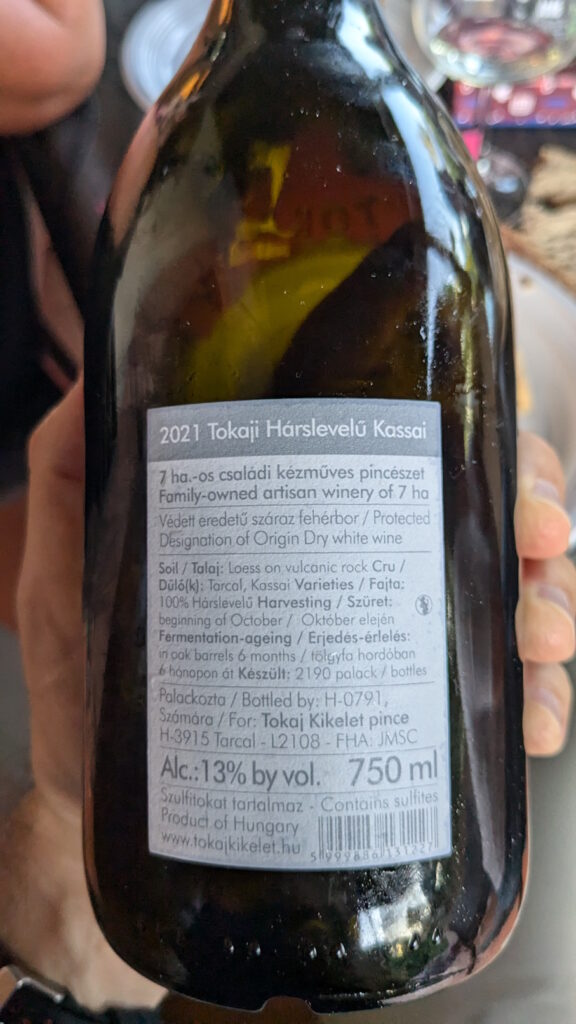 2021 Tokaji Hárslevelű Kassai
7 ha.-os családi kézműves pincészet
Family-owned artisan winery of 7 ha
Védett eredetű száraz fehérbor / Protected
Designation of Origin Dry white wine
Soil / Talaj: Loess on vulcanic rock Cru /
Dűlő(k): Tarcal, Kassai Varieties / Fajta:
100% Hárslevelű Harvesting / Szüret:
beginning of October / Október elején
Fermentation-ageing / Erjedés-érlelés:
in oak barrels 6 months / tölgyfa hordóban
6 hónapon át Készült: 2190 palack / bottles
Palackozta / Bottled by: H-0791,
Számára / For: Tokaj Kikelet pince
H-3915 Tarcal - L2108 - FHA: JMSC
Alc.:13% by vol. 750 ml
Szulfitokat tartalmaz - Contains sulfites
Product of Hungary
www.tokajkikelet.hu